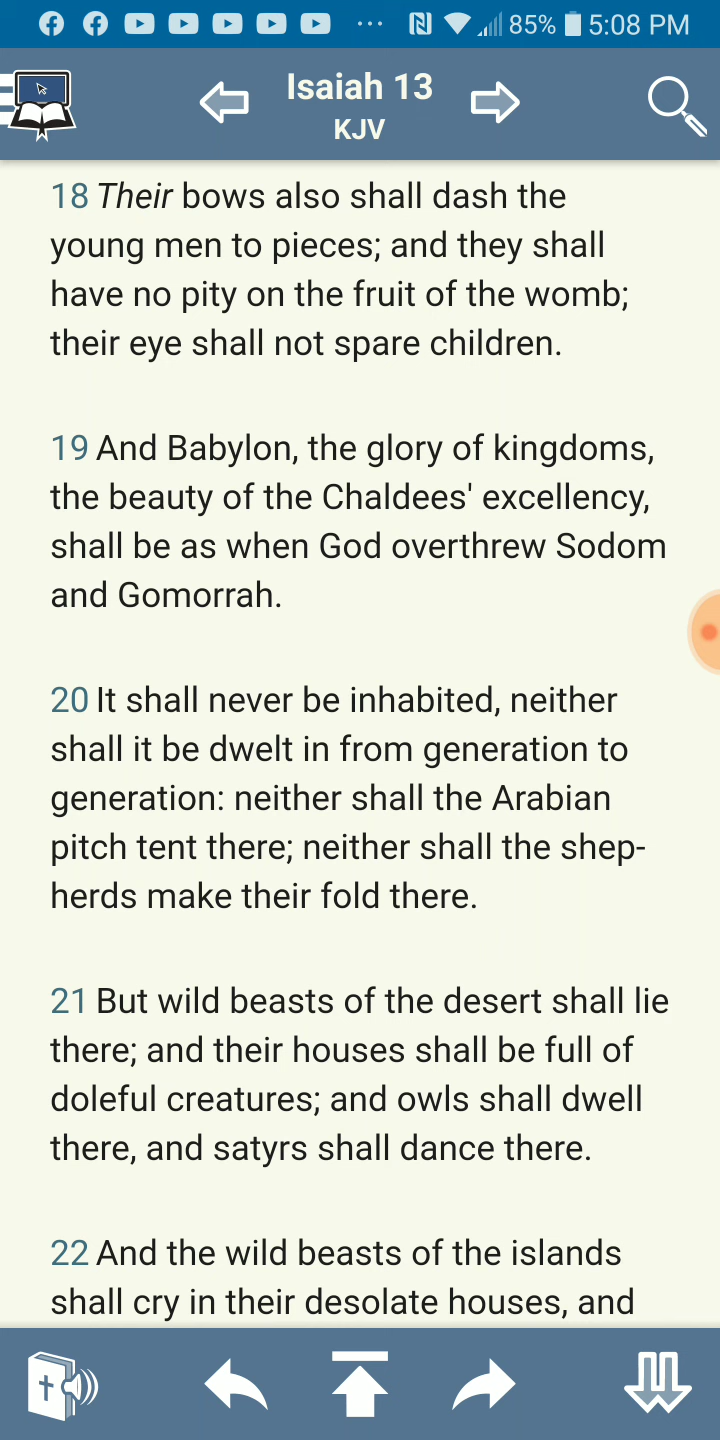 85% 5:08 PM
Isaiah 13
KJV
18 Their bows also shall dash the
young men to pieces; and they shall
have no pity on the fruit of the womb;
their eye shall not spare children.
19 And Babylon, the glory of kingdoms,
the beauty of the Chaldees' excellency,
shall be as when God overthrew Sodom
and Gomorrah.
20 It shall never be inhabited, neither
shall it be dwelt in from generation to
generation: neither shall the Arabian
pitch tent there; neither shall the shep-
herds make their fold there.
21 But wild beasts of the desert shall lie
there; and their houses shall be full of
doleful creatures; and owls shall dwell
there, and satyrs shall dance there.
22 And the wild beasts of the islands
shall cry in their desolate houses, and